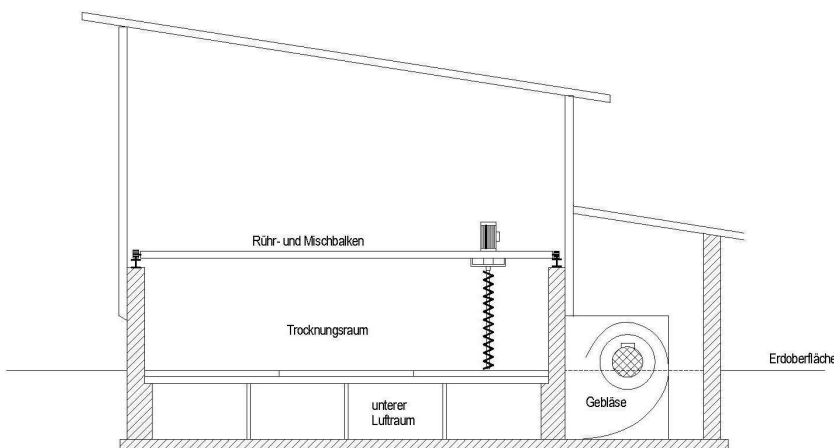 Rühr- und Mischbalken
Trocknungsraum
Erdoberfläche
unterer
Luftraum
Gebläse